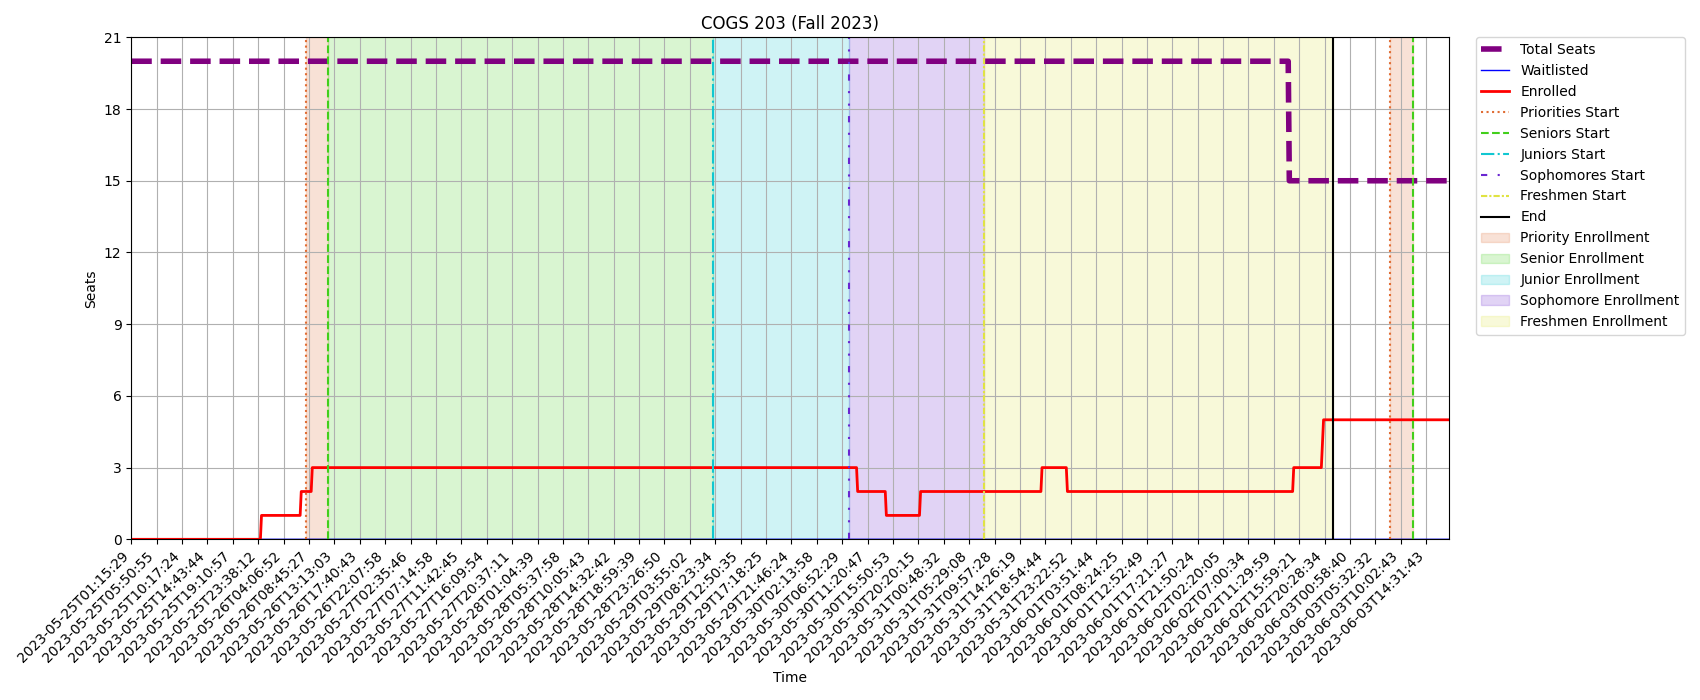 COGS 203 (Fall 2023)
21
18
15
12
9
6
3
0
Seats
2023-05-25T01:15:29
2023-05-25T05:50:55
2023-05-25T10:17:24
2023-05-25T14:43:44
2023-05-25T19:10:57
2023-05-25T23:38:12
2023-05-26T04:06:52
2023-05-26T08:45:27
2023-05-26T13:13:03
2023-05-26T17:40:43
2023-05-26T22:07:58
2023-05-27T02:35:46
2023-05-27T07:14:58
2023-05-27T11:42:45
2023-05-27T16:09:54
2023-05-27T20:37:11
2023-05-28T01:04:39
2023-05-28T05:37:58
2023-05-28T10:05:43
2023-05-28T14:32:42
2023-05-28T18:59:39
2023-05-28T23:26:50
2023-05-29T03:55:02
2023-05-29T08:23:34
2023-05-29T12:50:35
2023-05-29T17:18:25
2023-05-29T21:46:24
2023-05-30T02:13:58
2023-05-30T06:52:29
2023-05-30T11:20:47
2023-05-30T15:50:53
2023-05-30T20:20:15
2023-05-31T00:48:32
2023-05-31T05:29:08
2023-05-31T09:57:28
2023-05-31T14:26:19
2023-05-31T18:54:44
2023-05-31T23:22:52
2023-06-01T03:51:44
2023-06-01T08:24:25
2023-06-01T12:52:49
2023-06-01T17:21:27
2023-06-01T21:50:24
2023-06-02T02:20:05
2023-06-02T07:00:34
2023-06-02T11:29:59
2023-06-02T15:59:21
2023-06-02T20:28:34
2023-06-03T00:58:40
2023-06-03T05:32:32
2023-06-03T10:02:43
2023-06-03T14:31:43
Time
Total Seats
Waitlisted
Enrolled
Priorities Start
Seniors Start
Juniors Start
Sophomores Start
Freshmen Start
End
Priority Enrollment
Senior Enrollment
Junior Enrollment
Sophomore Enrollment
Freshmen Enrollment